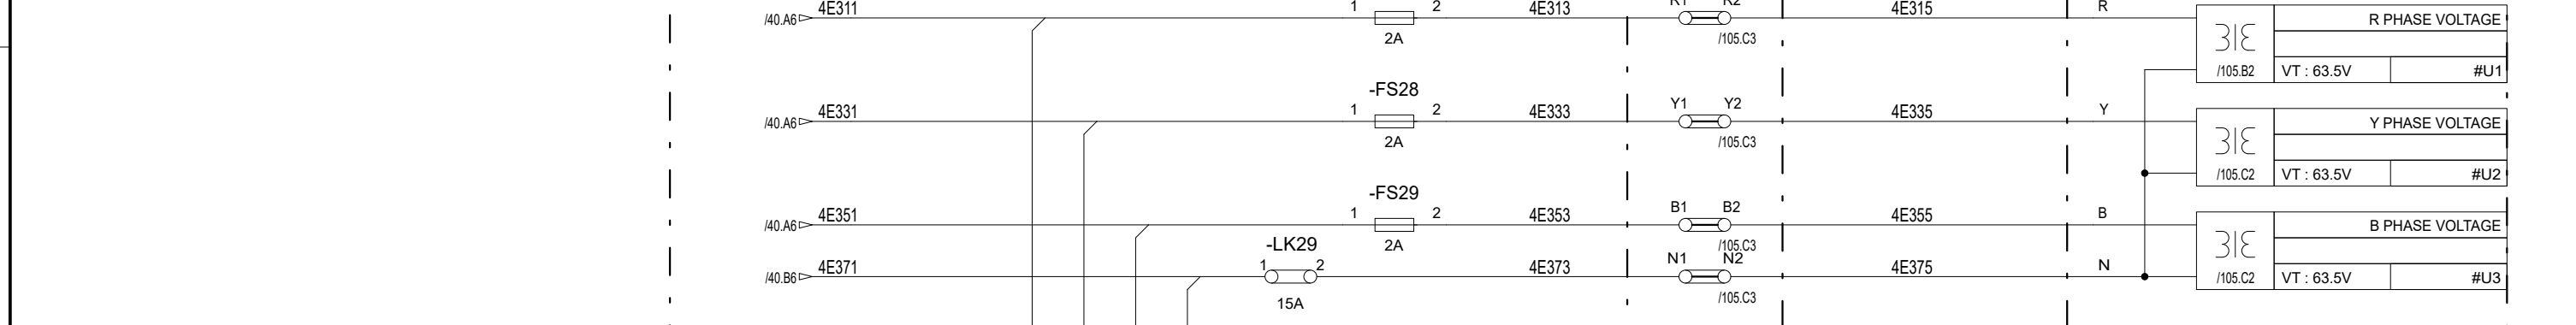 /40.A6 4E311 1 2 4E313 R1 R2 4E315 R
2A /105.C3
R PHASE VOLTAGE
/105.B2 VT : 63.5V #U1
-FS28
/40.A6 4E331 1 2 4E333 Y1 Y2 4E335 Y
2A /105.C3
Y PHASE VOLTAGE
/105.C2 VT : 63.5V #U2
-FS29
/40.A6 4E351 1 2 4E353 B1 B2 4E355 B
2A /105.C3
B PHASE VOLTAGE
-LK29
/40.B6 4E371 1 2 4E373 N1 N2 4E375 N
15A /105.C3
/105.C2 VT : 63.5V #U3